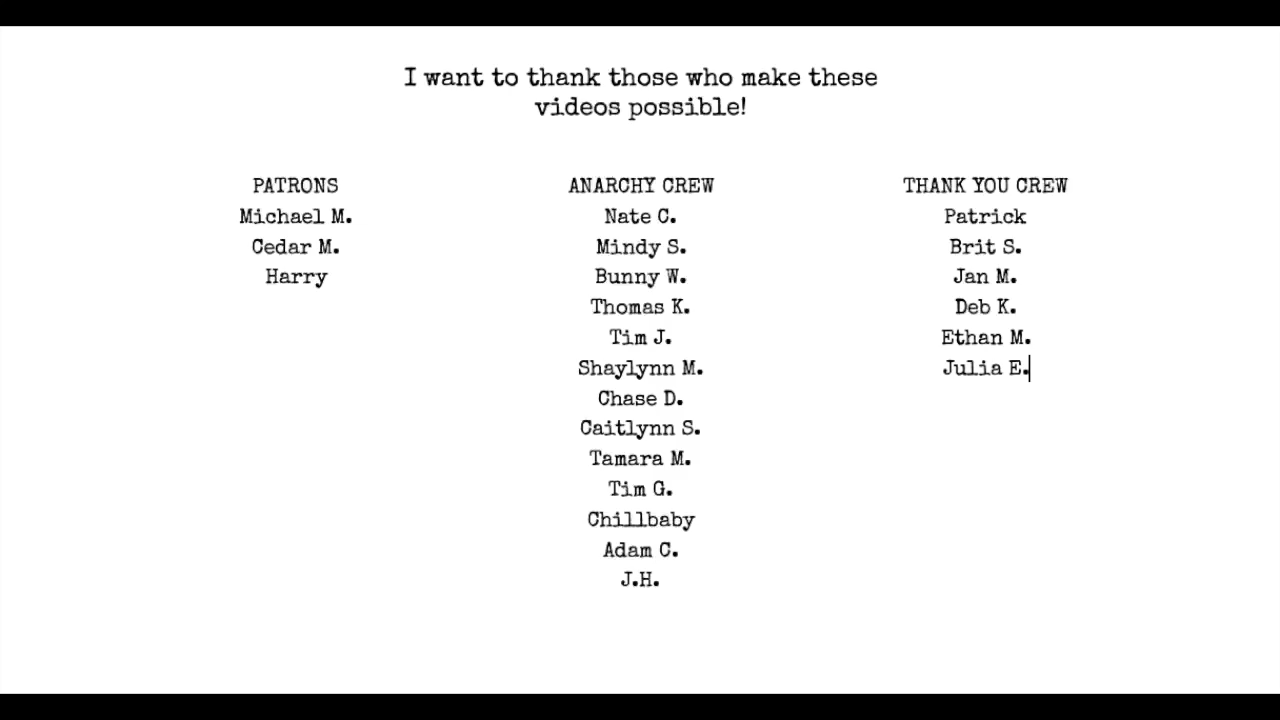 I want to thank those who make these
videos possible!
PATRONS
Michael M.
Cedar M.
Harry
ANARCHY CREW
Nate C.
Mindy S.
Bunny W.
Thomas K.
Tim J.
Shaylynn M.
Chase D.
Caitlynn S.
Tamara M.
Tim G.
Chillbaby
Adam C.
J.H.
THANK YOU CREW
Patrick
Brit S.
Jan M.
Deb K.
Ethan M.
Julia E.